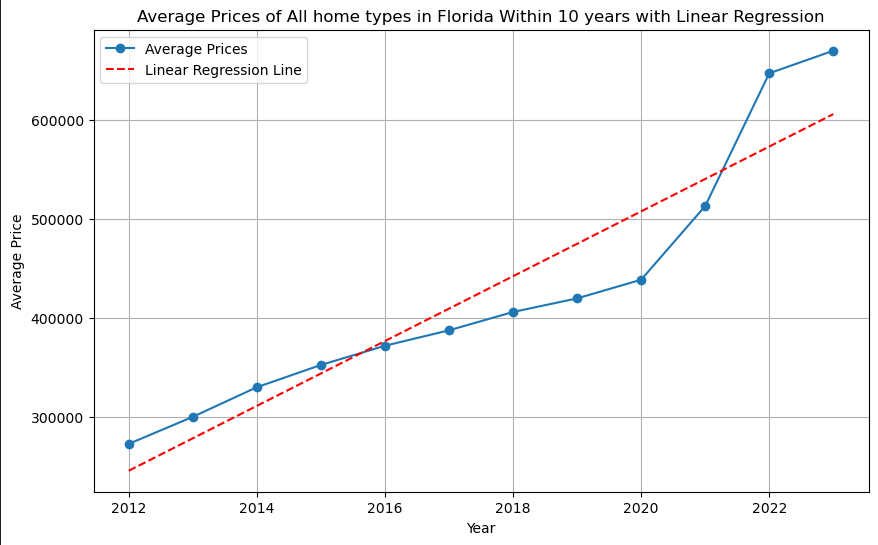 Average Prices of All home types in Florida Within 10 years with Linear Regression
Average Prices
Linear Regression Line
600000
500000
400000
300000
Average Price
2012
2014
2016
2018
2020
2022
Year